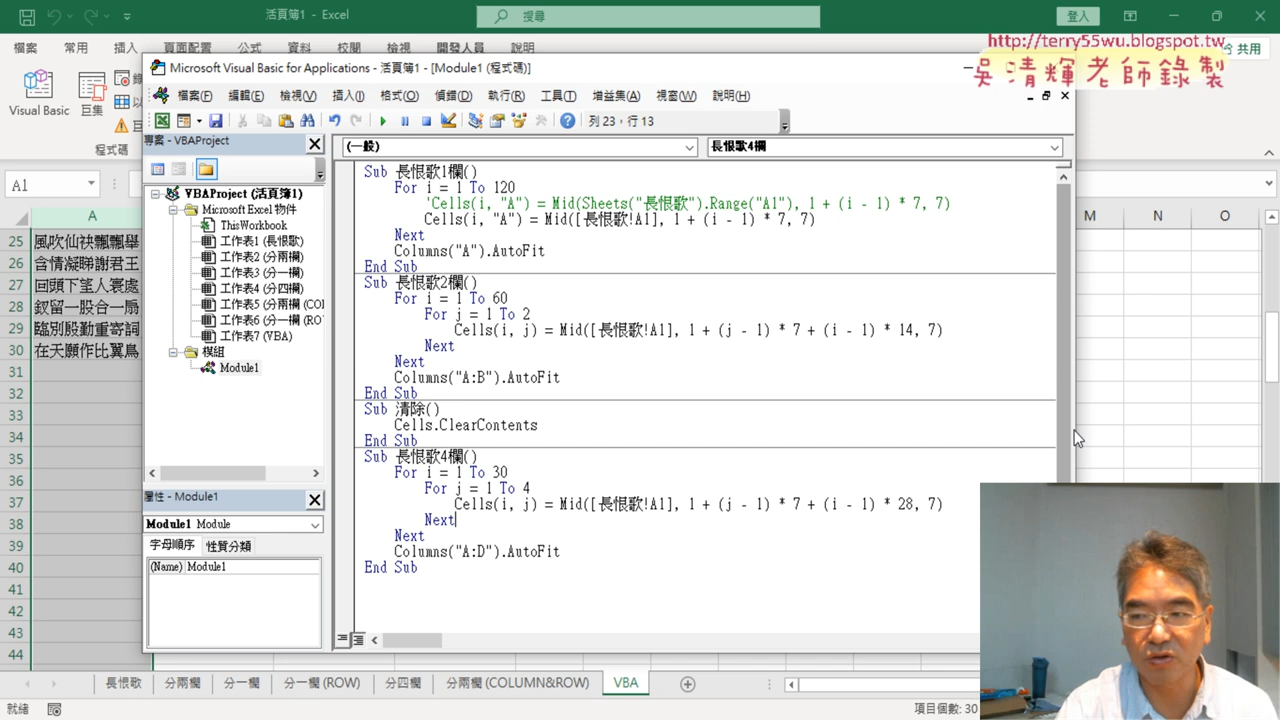 活頁簿1 - Excel
搜尋
登入
檔案 常用 插入 頁面配置 公式 資料 校閱 檢視 開發人員 說明
共用
http://terry55wu.blogspot.tw
吳清輝老師錄製
Visual Basic
巨集
程式碼
Microsoft Visual Basic for Applications - 活頁簿1 - [Module1 (程式碼)]
檔案(F) 編輯(E) 檢視(V) 插入(I) 格式(O) 偵錯(D) 執行(R) 工具(T) 增益集(A) 視窗(W) 說明(H)
列 23，行 13
專案 - VBAProject
(一般)
長恨歌4欄
A1
VBAProject (活頁簿1)
Microsoft Excel 物件
ThisWorkbook
工作表1 (長恨歌)
工作表2 (分兩欄)
工作表3 (分一欄)
工作表4 (分四欄)
工作表5 (分兩欄 (CO
工作表6 (分一欄 (RO
工作表7 (VBA)
模組
Module1
屬性 - Module1
Module1 Module
字母順序 性質分類
(Name) Module1
Sub 長恨歌1欄()
For i = 1 To 120
'Cells(i, "A") = Mid(Sheets("長恨歌").Range("A1"), 1 + (i - 1) * 7, 7)
Cells(i, "A") = Mid([長恨歌!A1], 1 + (i - 1) * 7, 7)
Next
Columns("A").AutoFit
End Sub
Sub 長恨歌2欄()
For i = 1 To 60
For j = 1 To 2
Cells(i, j) = Mid([長恨歌!A1], 1 + (j - 1) * 7 + (i - 1) * 14, 7)
Next
Next
Columns("A:B").AutoFit
End Sub
Sub 清除()
Cells.ClearContents
End Sub
Sub 長恨歌4欄()
For i = 1 To 30
For j = 1 To 4
Cells(i, j) = Mid([長恨歌!A1], 1 + (j - 1) * 7 + (i - 1) * 28, 7)
Next
Next
Columns("A:D").AutoFit
End Sub
A M N O
25 風吹仙袂飄飄舉
26 含情凝睇謝君王
27 回頭下望人寰處
28 釵留一股合一扇
29 臨別殷勤重寄詞
30 在天願作比翼鳥
31
32
33
34
35
36
37
38
39
40
41
42
43
44
長恨歌 分兩欄 分一欄 分一欄 (ROW) 分四欄 分兩欄 (COLUMN&ROW) VBA
就緒
項目個數: 30